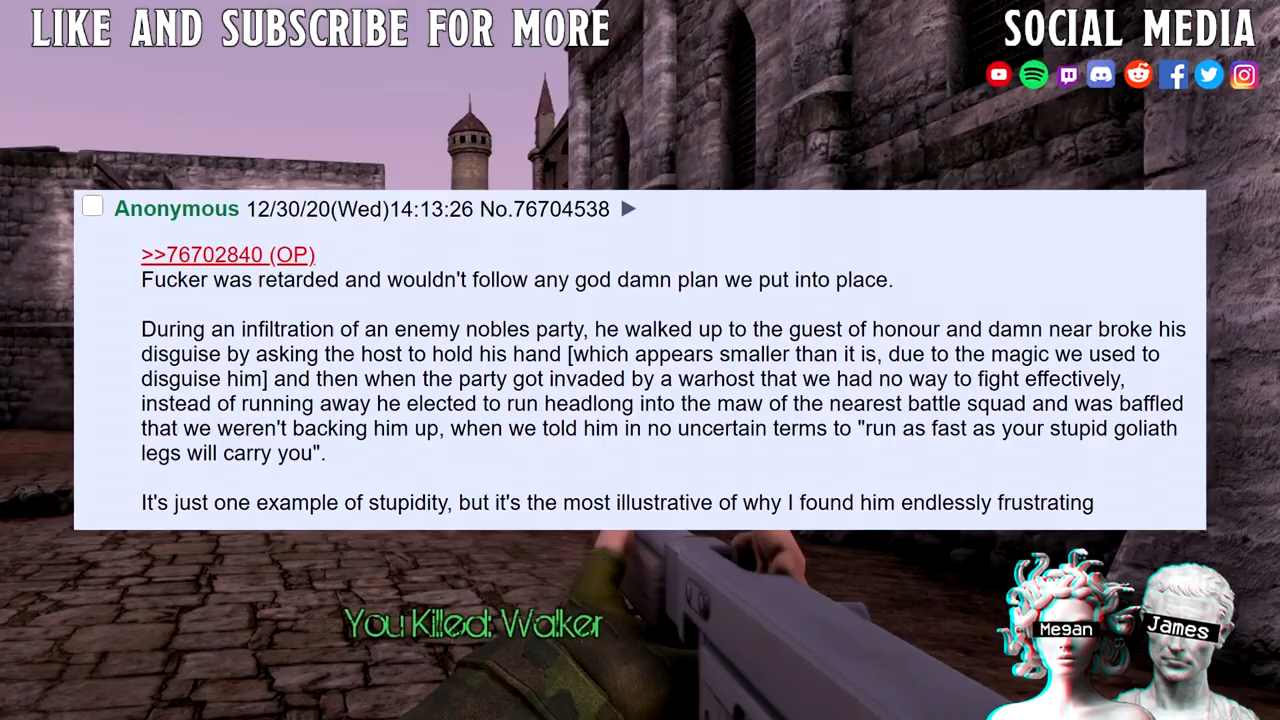 LIKE AND SUBSCRIBE FOR MORE
SOCIAL MEDIA
Anonymous 12/30/20(Wed)14:13:26 No.76704538
>>76702840 (OP)
Fucker was retarded and wouldn't follow any god damn plan we put into place.
During an infiltration of an enemy nobles party, he walked up to the guest of honour and damn near broke his
disguise by asking the host to hold his hand [which appears smaller than it is, due to the magic we used to
disguise him] and then when the party got invaded by a warhost that we had no way to fight effectively,
instead of running away he elected to run headlong into the maw of the nearest battle squad and was baffled
that we weren't backing him up, when we told him in no uncertain terms to "run as fast as your stupid goliath
legs will carry you".
It's just one example of stupidity, but it's the most illustrative of why I found him endlessly frustrating
You Killed: Walker
Megan
James